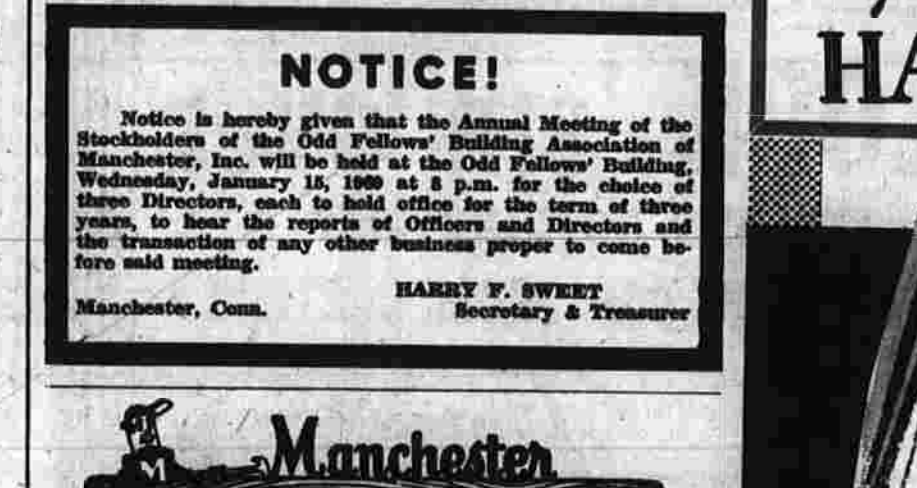 NOTICE!
Notice is hereby given that the Annual Meeting of the
Stockholders of the Odd Fellows' Building Association of
Manchester, Inc. will be held at the Odd Fellows' Building,
Wednesday, January 15, 1969 at 8 p.m. for the choice of
three Directors, each to hold office for the term of three
years, to hear the reports of Officers and Directors and
the transaction of any other business proper to come be-
fore said meeting.
HARRY F. SWEET
Manchester, Conn. Secretary & Treasurer
HA
M
Manchester